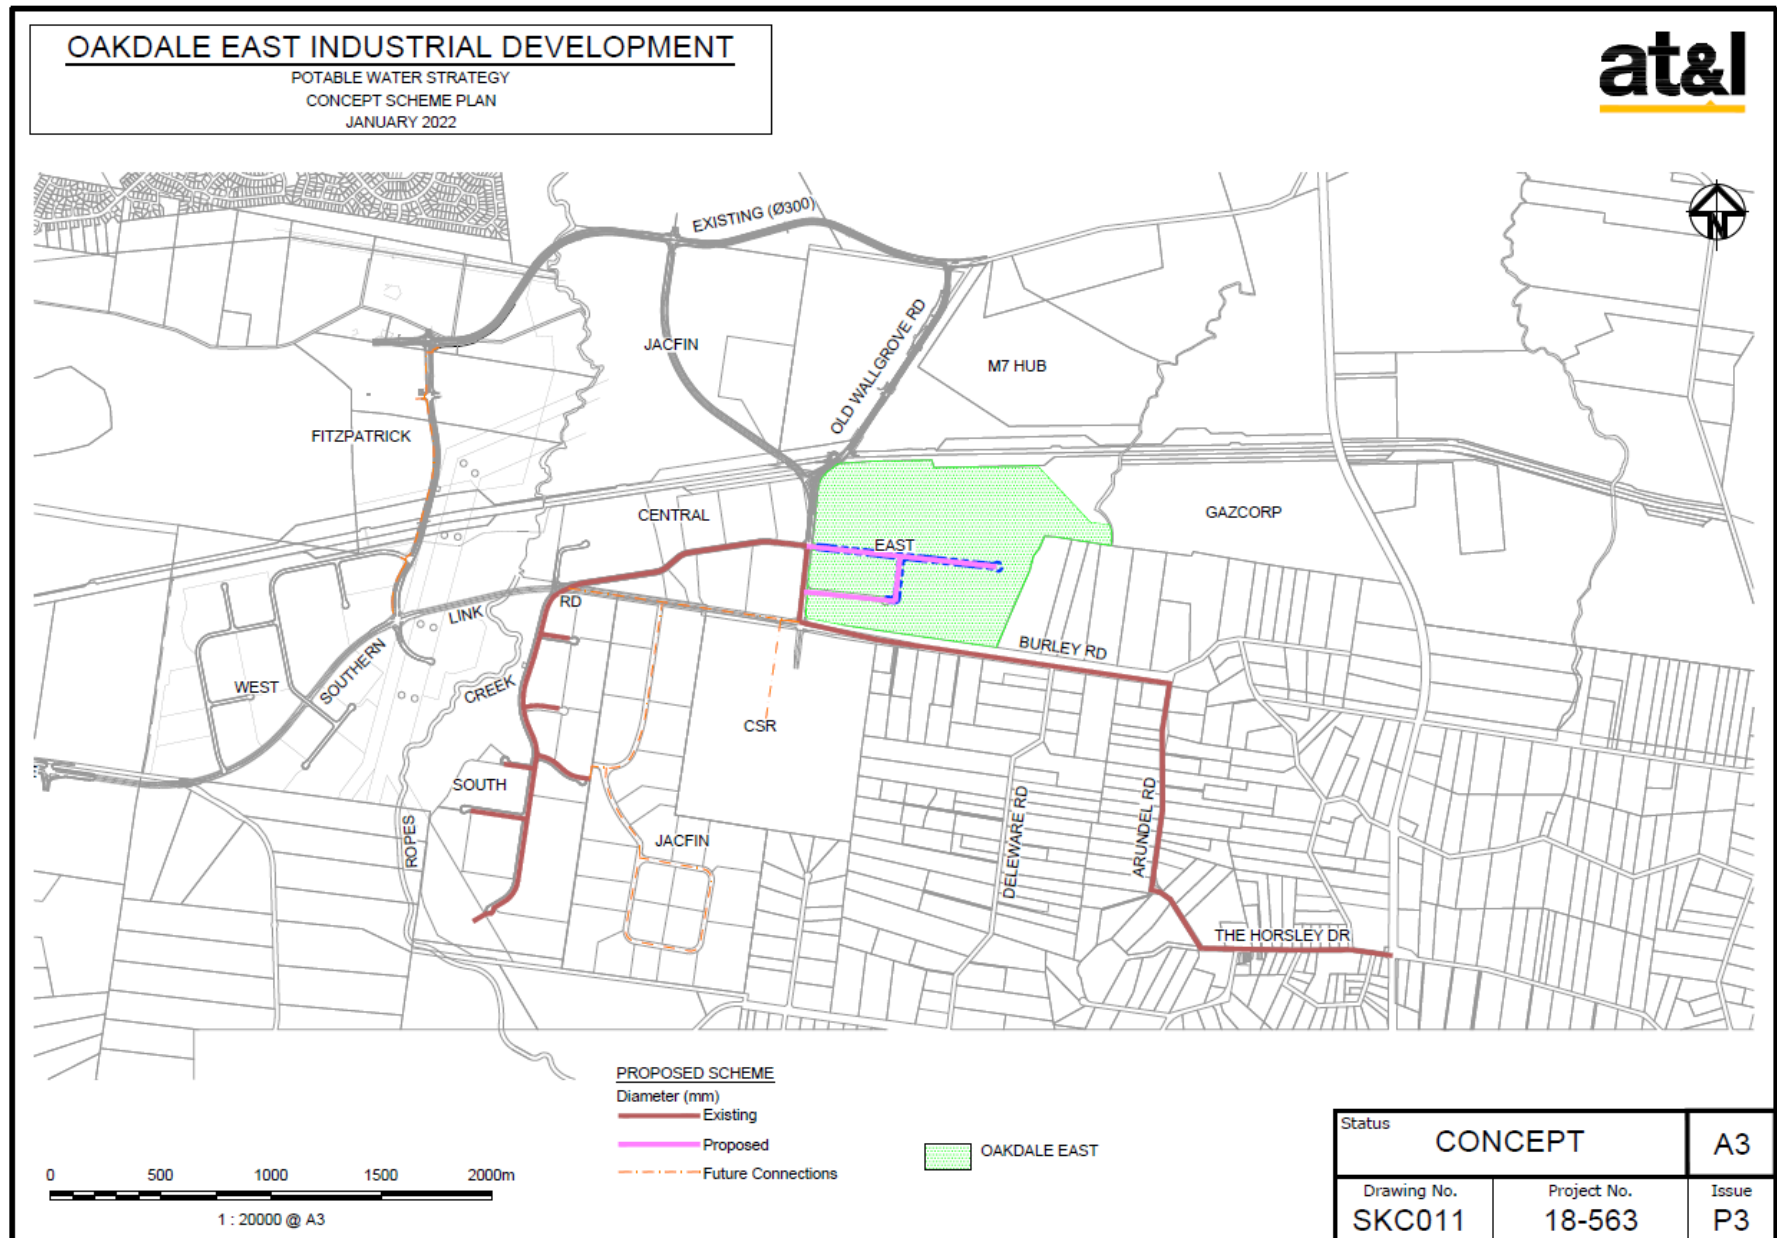 OAKDALE EAST INDUSTRIAL DEVELOPMENT
POTABLE WATER STRATEGY
CONCEPT SCHEME PLAN
JANUARY 2022
at&l
N
EXISTING (Ø300)
JACFIN
OLD WALLGROVE RD
M7 HUB
FITZPATRICK
CENTRAL
GAZCORP
EAST
RD
LINK
SOUTHERN
BURLEY RD
WEST
CREEK
CSR
SOUTH
ROPES
JACFIN
DELEWARE RD
ARUNDEL RD
THE HORSLEY DR
PROPOSED SCHEME
Diameter (mm)
Existing
Proposed
Future Connections
OAKDALE EAST
0 500 1000 1500 2000m
1 : 20000 @ A3
Status
CONCEPT
A3
Drawing No.
SKC011
Project No.
18-563
Issue
P3